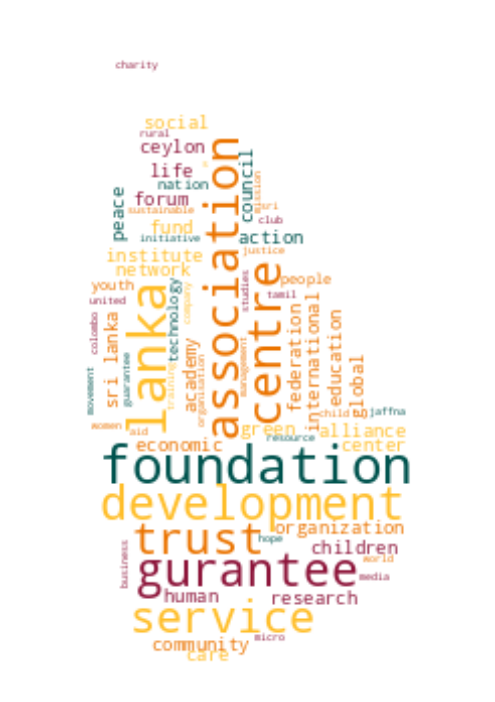 charity
social
rural
ceylon
life
nation
association
council
mission
sri
peace
forum
sustainable
club
fund
initiative
action
institute
justice
network
centre
people
youth
lanka
technology
company
studies
tamil
united
colombo
sri lanka
federation
international
education
academy
organisation
management
global
guarantee
movement
training
child
jaffna
women
aid
green
resource
alliance
economic
center
foundation
development
trust
organization
hope
children
business
gurantee
world
media
human
research
service
micro
community
care